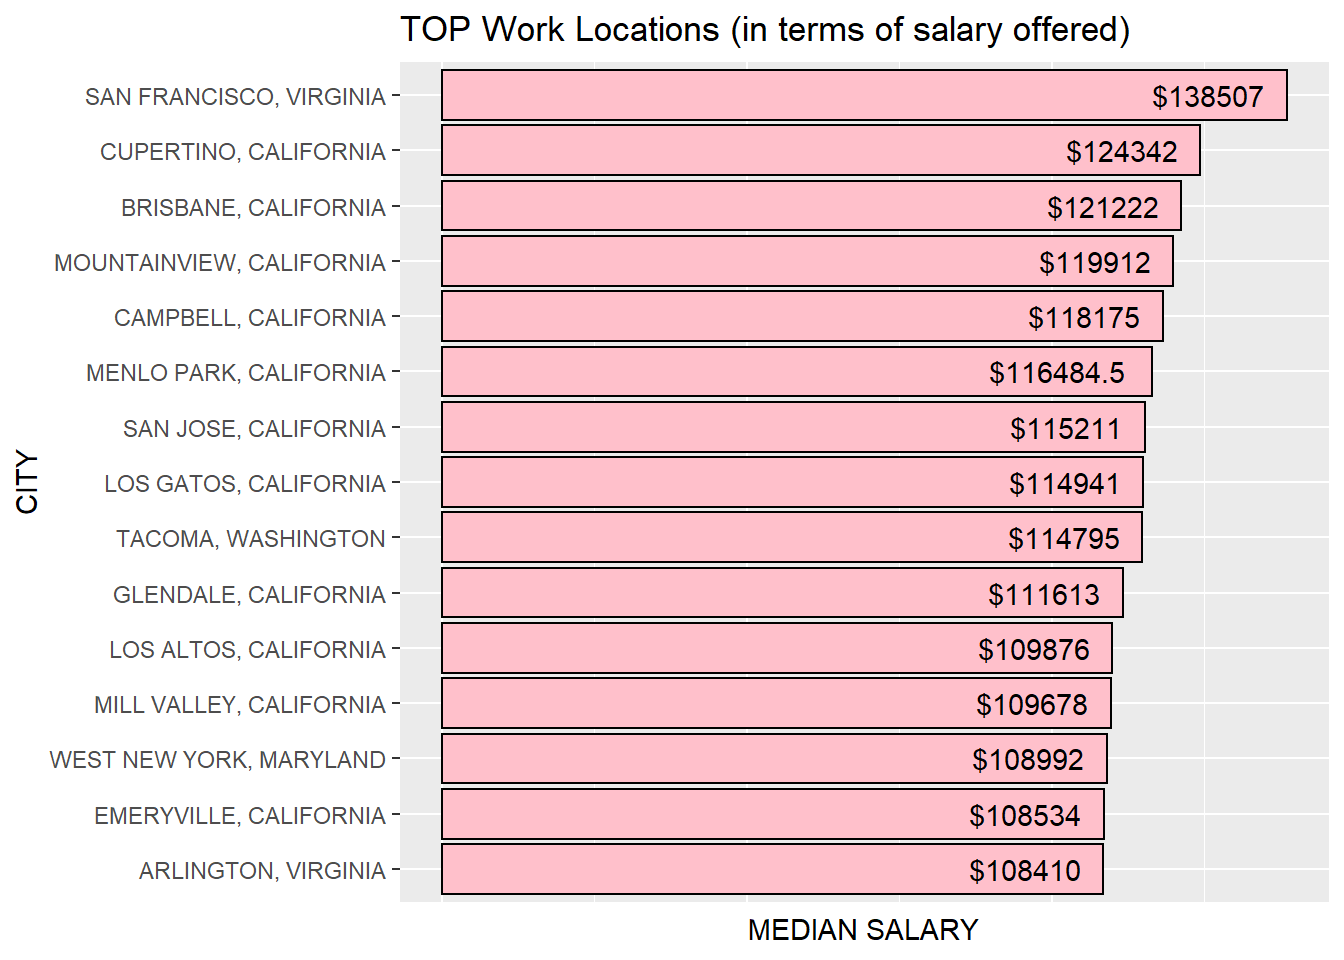 TOP Work Locations (in terms of salary offered)
SAN FRANCISCO, VIRGINIA $138507
CUPERTINO, CALIFORNIA $124342
BRISBANE, CALIFORNIA $121222
MOUNTAINVIEW, CALIFORNIA $119912
CAMPBELL, CALIFORNIA $118175
MENLO PARK, CALIFORNIA $116484.5
SAN JOSE, CALIFORNIA $115211
LOS GATOS, CALIFORNIA $114941
TACOMA, WASHINGTON $114795
GLENDALE, CALIFORNIA $111613
LOS ALTOS, CALIFORNIA $109876
MILL VALLEY, CALIFORNIA $109678
WEST NEW YORK, MARYLAND $108992
EMERYVILLE, CALIFORNIA $108534
ARLINGTON, VIRGINIA $108410
CITY
MEDIAN SALARY